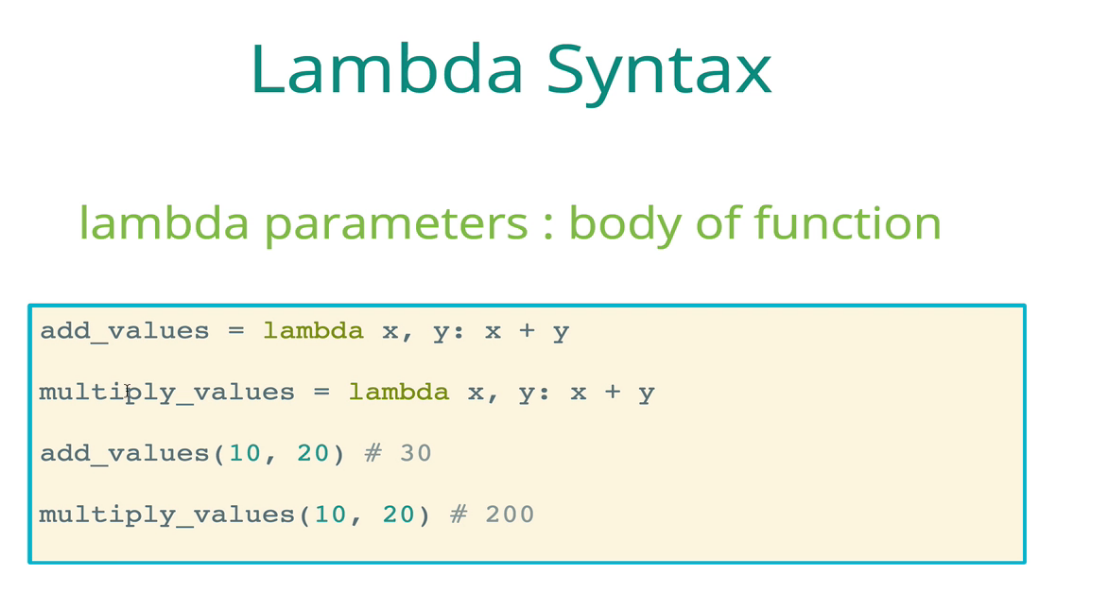 Lambda Syntax
lambda parameters : body of function
add_values = lambda x, y: x + y
multiply_values = lambda x, y: x + y
add_values(10, 20) # 30
multiply_values(10, 20) # 200